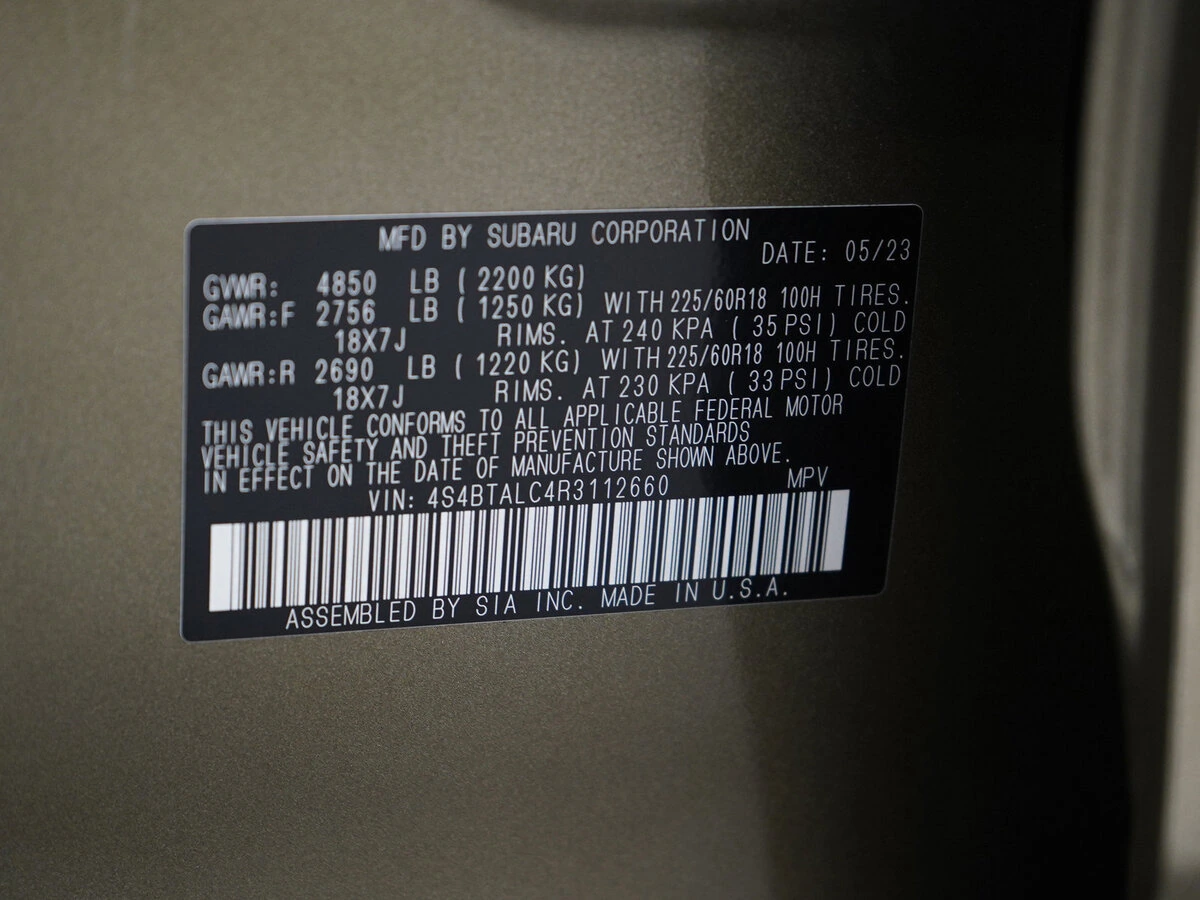 MFD BY SUBARU CORPORATION
DATE: 05/23
GVWR: 4850 LB ( 2200 KG)
GAWR:F 2756 LB ( 1250 KG) WITH 225/60R18 100H TIRES.
18X7J RIMS. AT 240 KPA ( 35 PSI) COLD
GAWR:R 2690 LB ( 1220 KG) WITH 225/60R18 100H TIRES.
18X7J RIMS. AT 230 KPA ( 33 PSI) COLD
THIS VEHICLE CONFORMS TO ALL APPLICABLE FEDERAL MOTOR
VEHICLE SAFETY AND THEFT PREVENTION STANDARDS
IN EFFECT ON THE DATE OF MANUFACTURE SHOWN ABOVE.
VIN: 4S4BTALC4R3112660 MPV
ASSEMBLED BY SIA INC. MADE IN U.S.A.